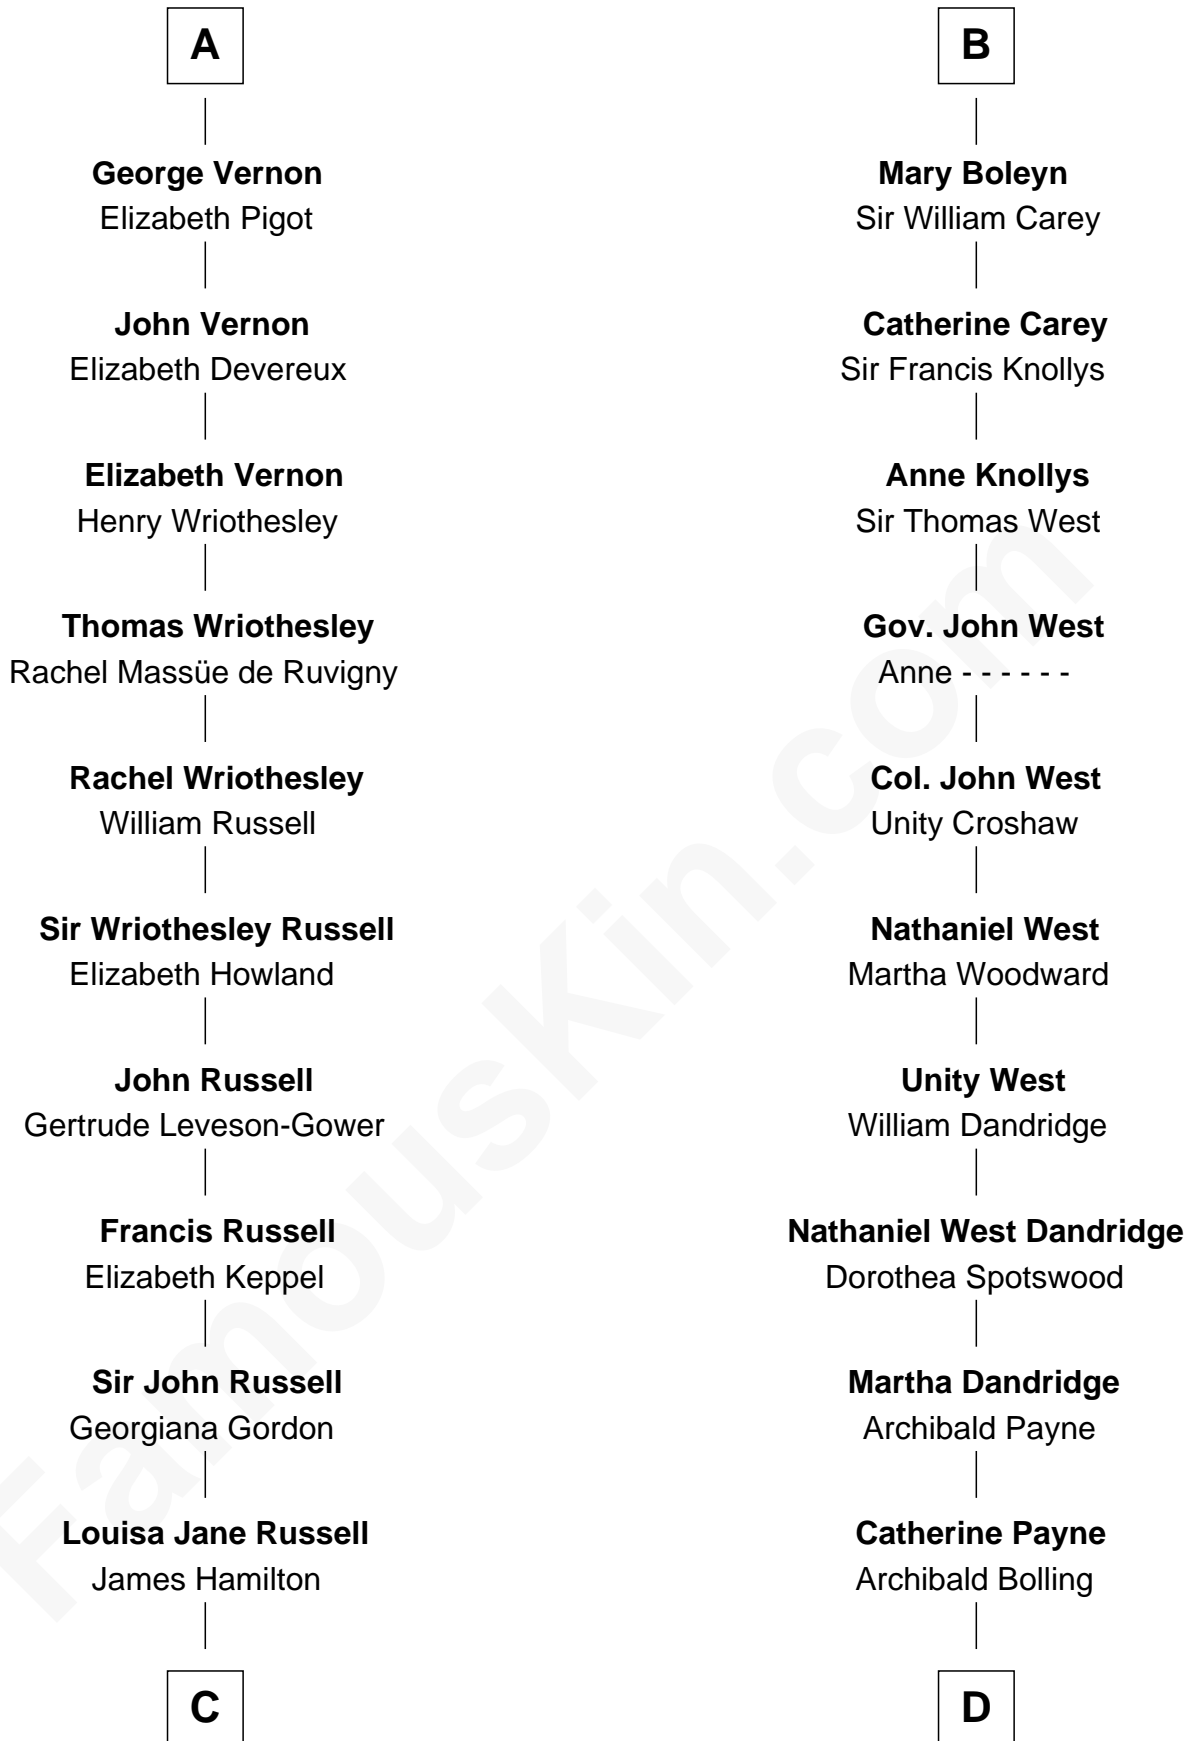 A
George Vernon
Elizabeth Pigot
John Vernon
Elizabeth Devereux
Elizabeth Vernon
Henry Wriothesley
Thomas Wriothesley
Rachel Massüe de Ruvigny
Rachel Wriothesley
William Russell
Sir Wriothesley Russell
Elizabeth Howland
John Russell
Gertrude Leveson-Gower
Francis Russell
Elizabeth Keppel
Sir John Russell
Georgiana Gordon
Louisa Jane Russell
James Hamilton
C
B
Mary Boleyn
Sir William Carey
Catherine Carey
Sir Francis Knollys
Anne Knollys
Sir Thomas West
Gov. John West
Anne - - - - - -
Col. John West
Unity Croshaw
Nathaniel West
Martha Woodward
Unity West
William Dandridge
Nathaniel West Dandridge
Dorothea Spotswood
Martha Dandridge
Archibald Payne
Catherine Payne
Archibald Bolling
D
FamousKin.com